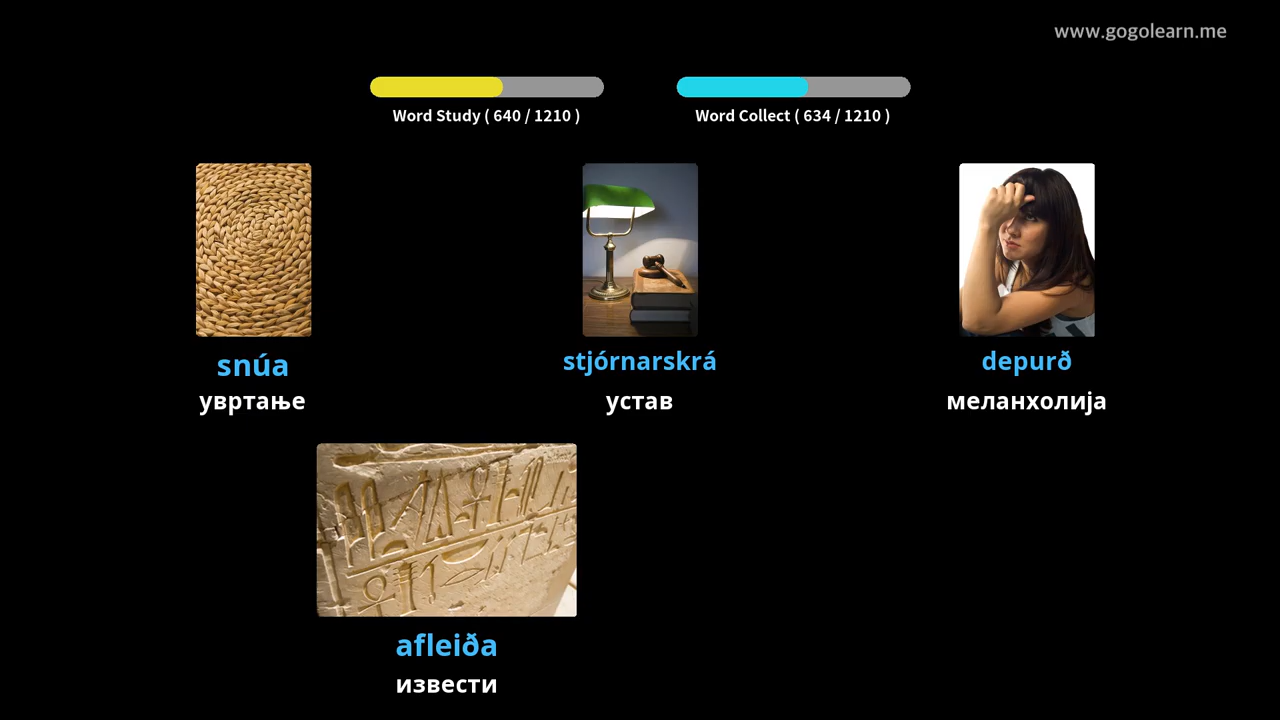 www.gogolearn.me
Word Study ( 640 / 1210 )
Word Collect ( 634 / 1210 )
snúa
увртање
stjórnarskrá
устав
depurð
меланхолија
afleiða
извести